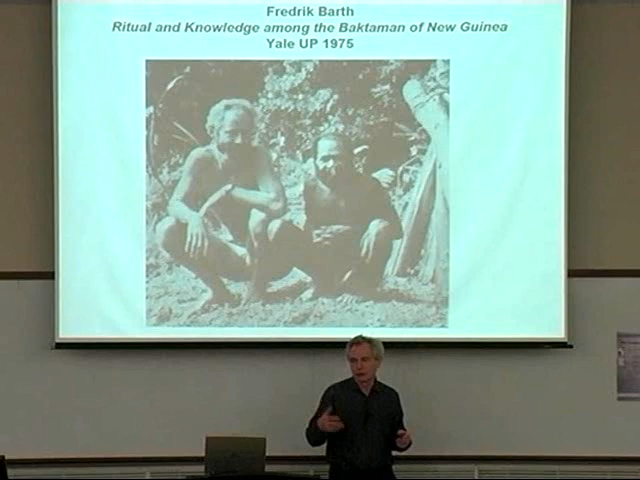 Fredrik Barth
Ritual and Knowledge among the Baktaman of New Guinea
Yale UP 1975